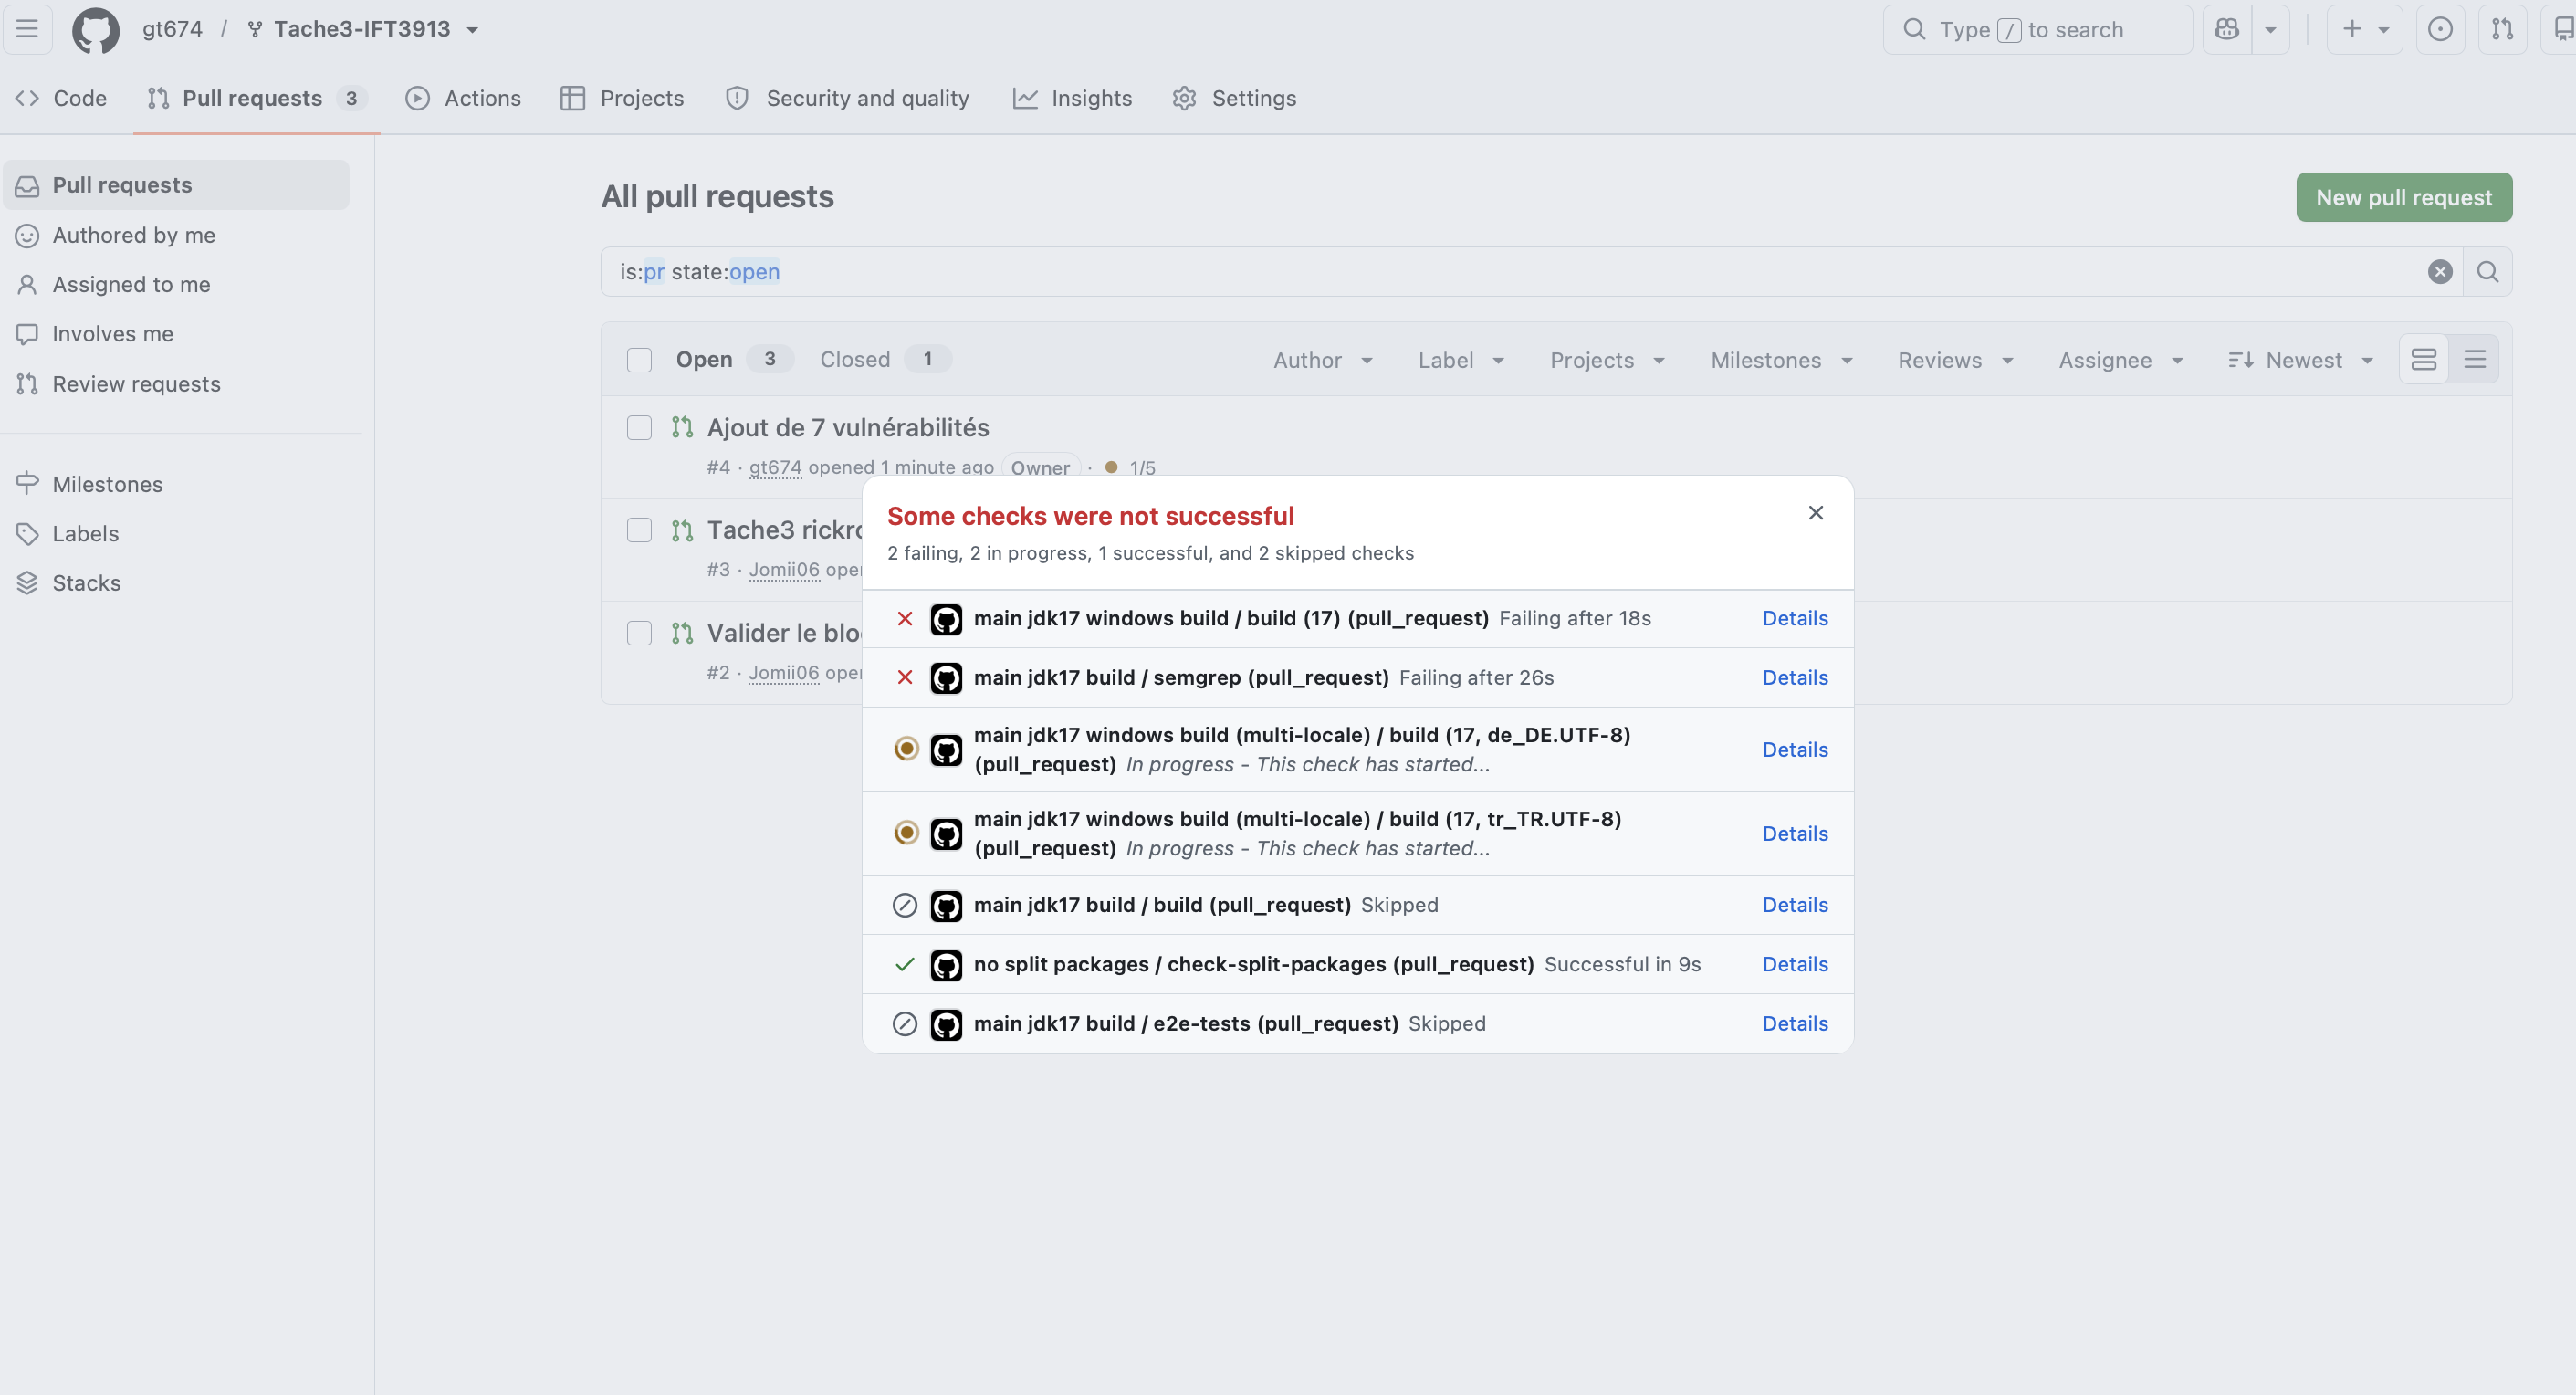 gt674 / Tache3-IFT3913
Type / to search
Code
Pull requests 3
Actions
Projects
Security and quality
Insights
Settings
Pull requests
Authored by me
Assigned to me
Involves me
Review requests
Milestones
Labels
Stacks
All pull requests
New pull request
is:pr state:open
Open 3 Closed 1
Author
Label
Projects
Milestones
Reviews
Assignee
Newest
Ajout de 7 vulnérabilités
#4 · gt674 opened 1 minute ago Owner · 1/5
Tache3 rickro
#3 · Jomii06 oper
Valider le blo
#2 · Jomii06 oper
Some checks were not successful
2 failing, 2 in progress, 1 successful, and 2 skipped checks
main jdk17 windows build / build (17) (pull_request) Failing after 18s Details
main jdk17 build / semgrep (pull_request) Failing after 26s Details
main jdk17 windows build (multi-locale) / build (17, de_DE.UTF-8)
(pull_request) In progress - This check has started... Details
main jdk17 windows build (multi-locale) / build (17, tr_TR.UTF-8)
(pull_request) In progress - This check has started... Details
main jdk17 build / build (pull_request) Skipped Details
no split packages / check-split-packages (pull_request) Successful in 9s Details
main jdk17 build / e2e-tests (pull_request) Skipped Details